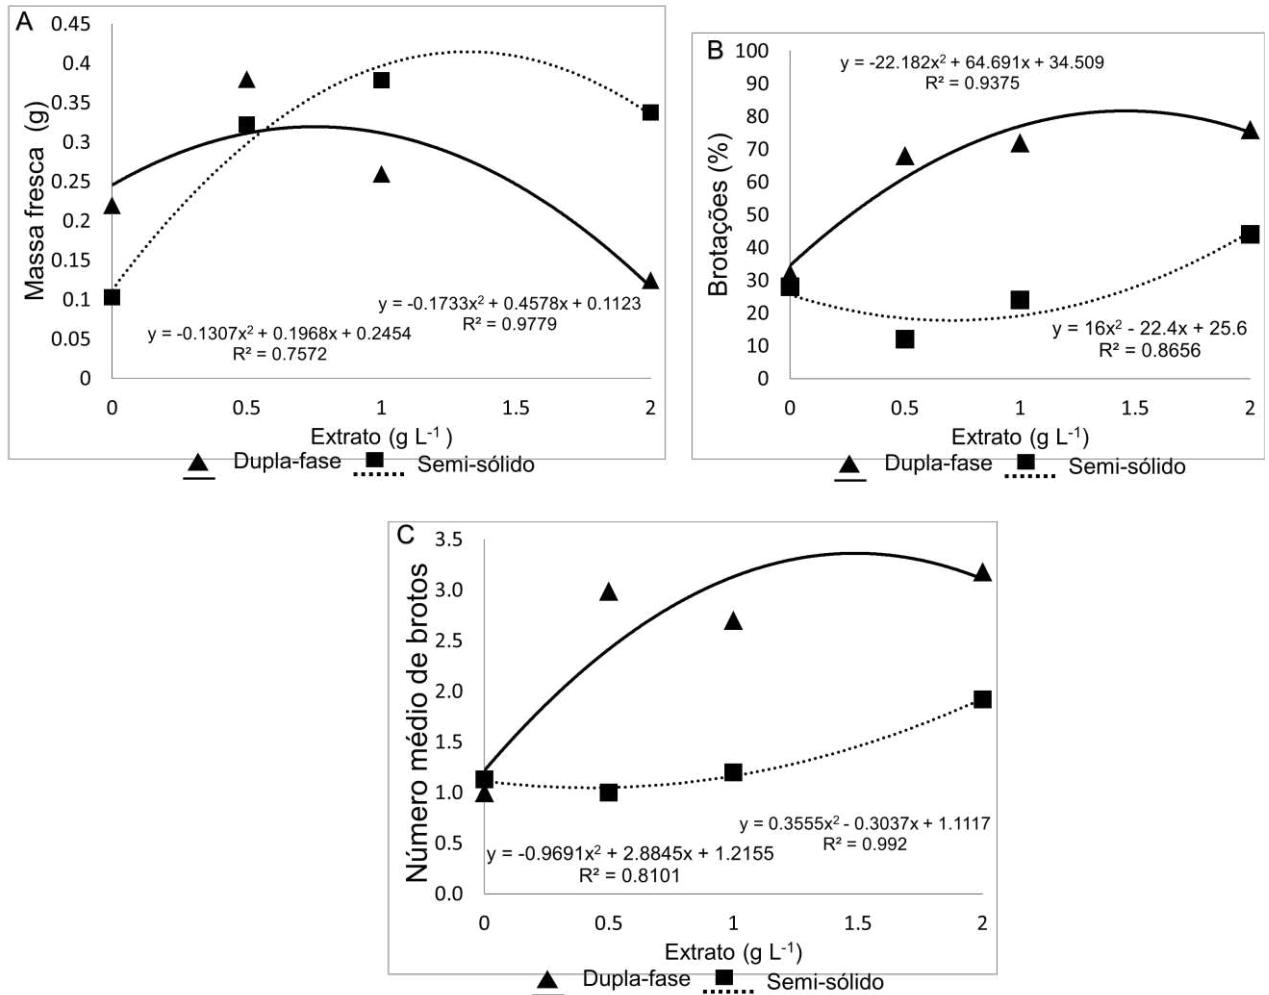 A
0.45
0.4
0.35
0.3
0.25
0.2
0.15
0.1
0.05
0
Massa fresca (g)
y = -0.1733x² + 0.4578x + 0.1123
R² = 0.9779
y = -0.1307x² + 0.1968x + 0.2454
R² = 0.7572
0 0.5 1 1.5 2
Extrato (g L⁻¹ )
Dupla-fase Semi-sólido
B
100
90
80
70
60
50
40
30
20
10
0
Brotações (%)
y = -22.182x² + 64.691x + 34.509
R² = 0.9375
y = 16x² - 22.4x + 25.6
R² = 0.8656
0 0.5 1 1.5 2
Extrato (g L⁻¹)
Dupla-fase Semi-sólido
C
3.5
3.0
2.5
2.0
1.5
1.0
0.5
0.0
Número médio de brotos
y = 0.3555x² - 0.3037x + 1.1117
R² = 0.992
y = -0.9691x² + 2.8845x + 1.2155
R² = 0.8101
0 0.5 1 1.5 2
Extrato (g L⁻¹)
Dupla-fase Semi-sólido